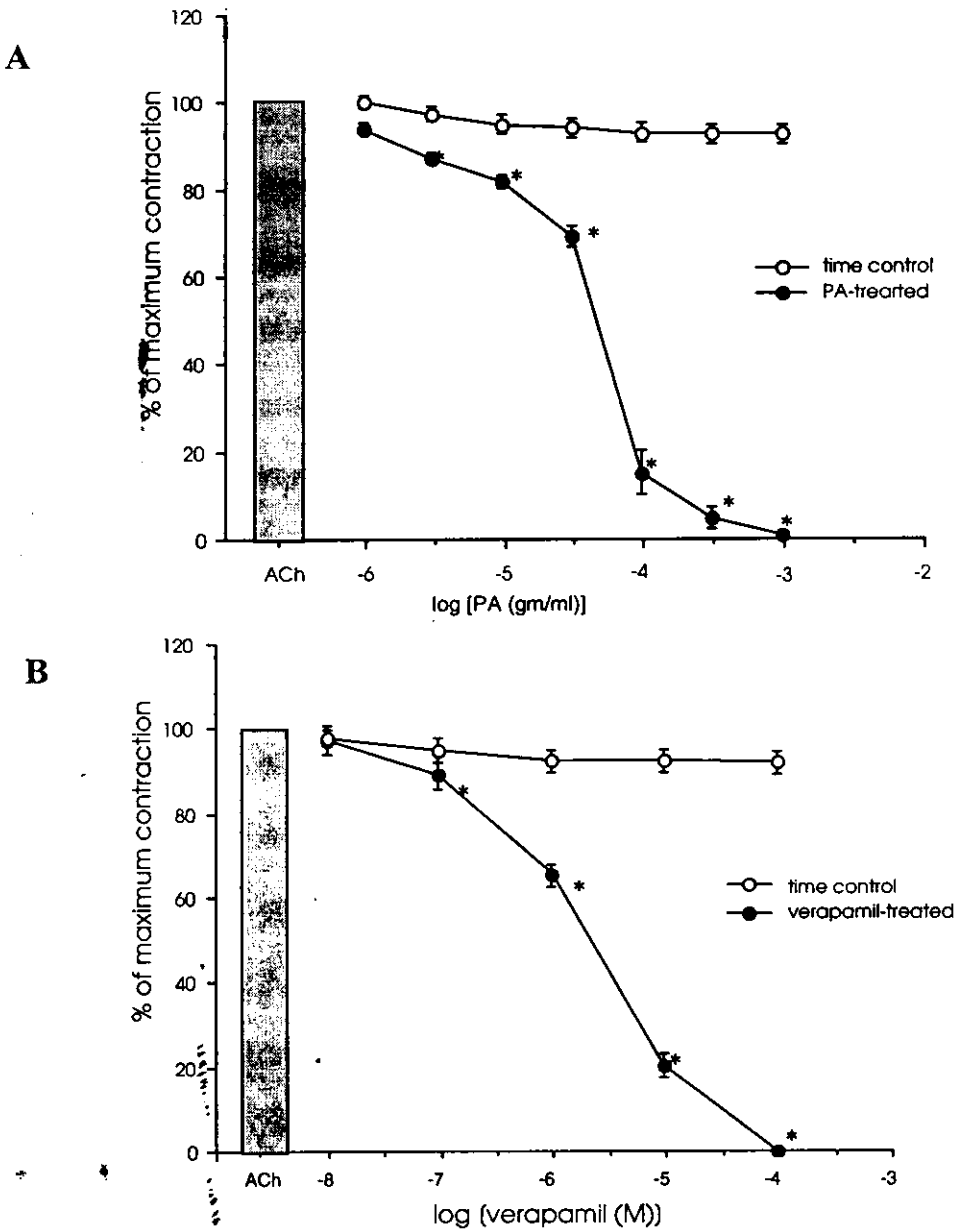 A
120
100
80
60
40
20
0
% of maximum contraction
*
*
*
*
*
*
time control
PA-trearted
ACh
-6
-5
-4
-3
-2
log [PA (gm/ml)]
B
120
100
80
60
40
20
0
% of maximum contraction
*
*
*
*
time control
verapamil-treated
ACh
-8
-7
-6
-5
-4
-3
log [verapamil (M)]